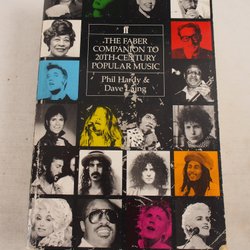 ff
THE FABER
COMPANION TO
20TH-CENTURY
POPULAR MUSIC
Phil Hardy &
Dave Laing